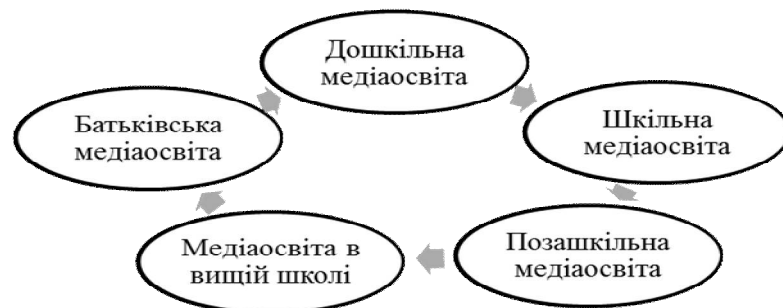 Дошкільна
медіаосвіта
Шкільна
медіаосвіта
Позашкільна
медіаосвіта
Медіаосвіта в
вищій школі
Батьківська
медіаосвіта